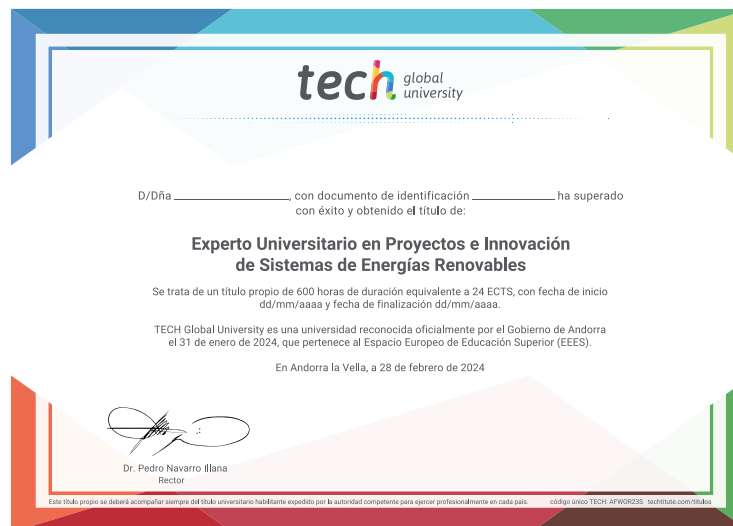 tech global university
D/Dña ____________________, con documento de identificación ______________ ha superado
con éxito y obtenido el título de:
Experto Universitario en Proyectos e Innovación
de Sistemas de Energías Renovables
Se trata de un título propio de 600 horas de duración equivalente a 24 ECTS, con fecha de inicio
dd/mm/aaaa y fecha de finalización dd/mm/aaaa.
TECH Global University es una universidad reconocida oficialmente por el Gobierno de Andorra
el 31 de enero de 2024, que pertenece al Espacio Europeo de Educación Superior (EEES).
En Andorra la Vella, a 28 de febrero de 2024
Dr. Pedro Navarro Illana
Rector
Este título propio se deberá acompañar siempre del título universitario habilitante expedido por la autoridad competente para ejercer profesionalmente en cada país. código único TECH: AFWOR23S techtitute.com/titulos